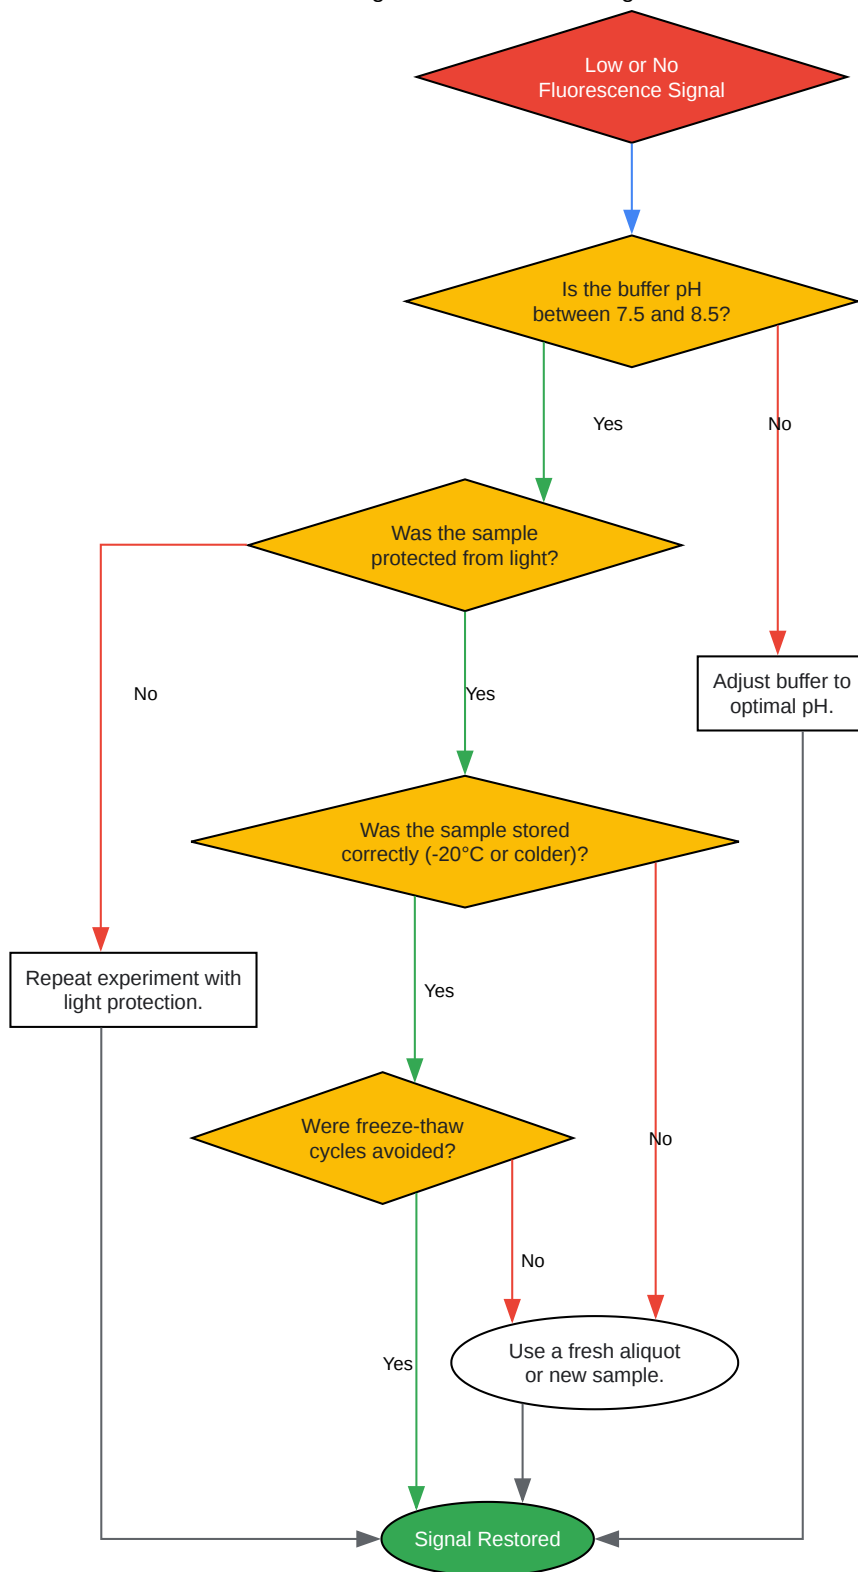 Low or No
Fluorescence Signal
Is the buffer pH
between 7.5 and 8.5?
Yes
No
Was the sample
protected from light?
No
Yes
Adjust buffer to
optimal pH.
Was the sample stored
correctly (-20°C or colder)?
Repeat experiment with
light protection.
Yes
Were freeze-thaw
cycles avoided?
No
No
Yes
Use a fresh aliquot
or new sample.
Signal Restored